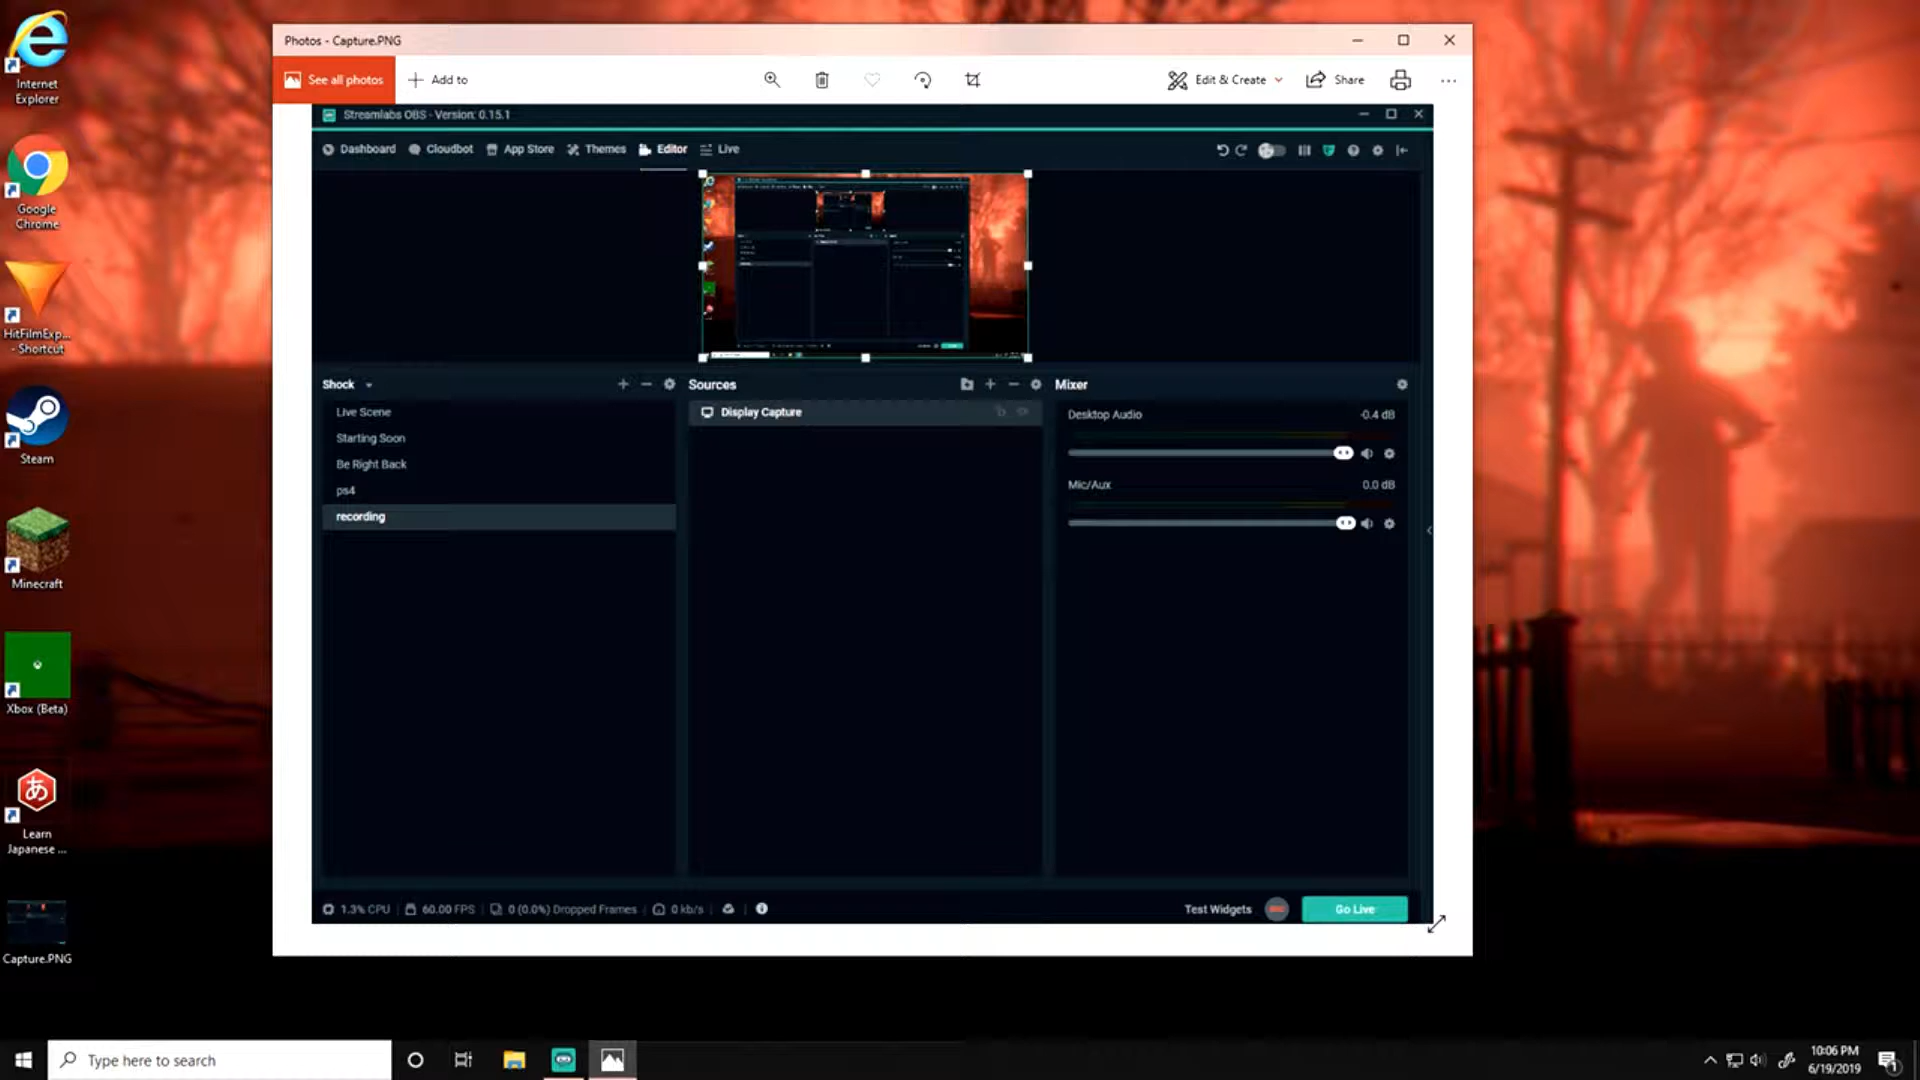 Internet
Explorer
Google
Chrome
HitFilmExp...
- Shortcut
Steam
Minecraft
Xbox (Beta)
Learn
Japanese ...
Capture.PNG
Photos - Capture.PNG
See all photos
Add to
Edit & Create
Share
Streamlabs OBS - Version: 0.15.1
Dashboard Cloudbot App Store Themes Editor Live
Shock
Live Scene
Starting Soon
Be Right Back
ps4
recording
Sources
Display Capture
Mixer
Desktop Audio -0.4 dB
Mic/Aux 0.0 dB
1.3% CPU 60.00 FPS 0 (0.0%) Dropped Frames 0 kb/s
Test Widgets
REC
Go Live
Type here to search
10:06 PM
6/19/2019
1